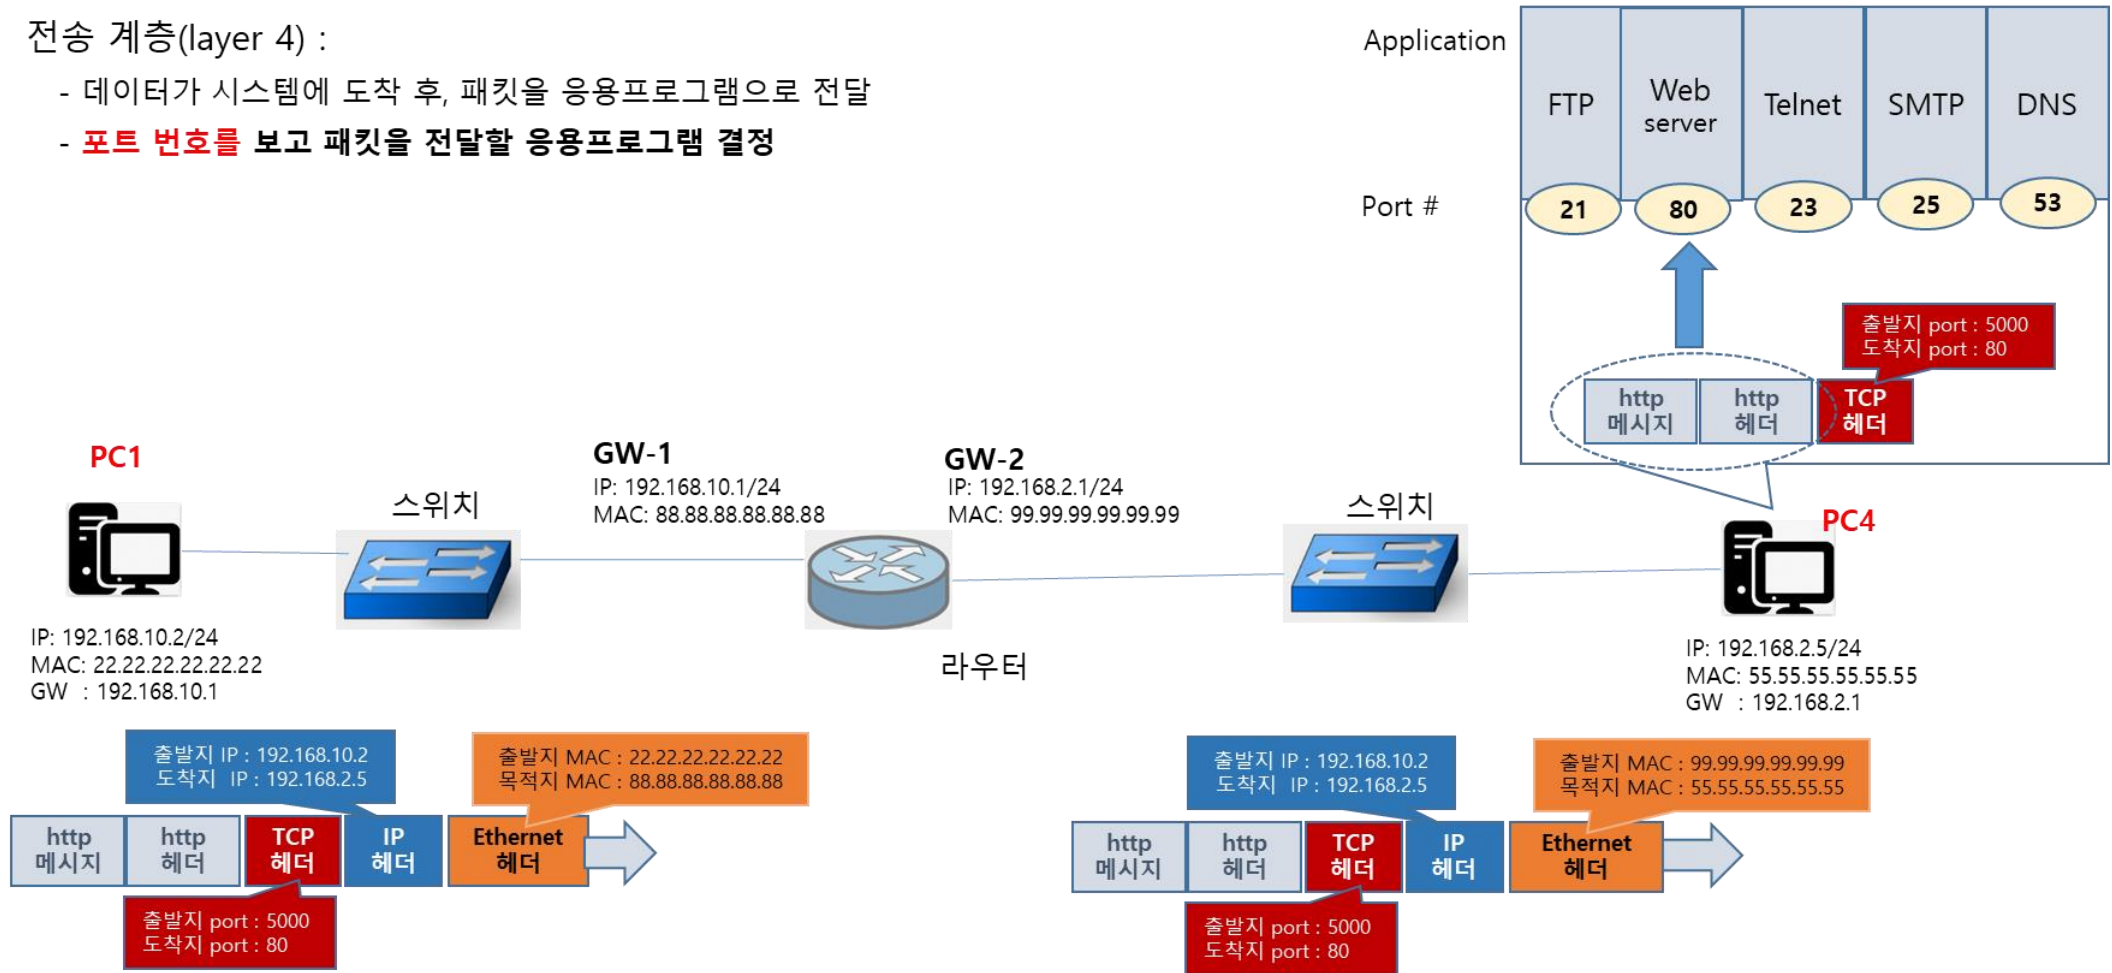 전송 계층(layer 4) :
- 데이터가 시스템에 도착 후, 패킷을 응용프로그램으로 전달
- 포트 번호를 보고 패킷을 전달할 응용프로그램 결정
Application
FTP
Web
server
Telnet
SMTP
DNS
Port #
21
80
23
25
53
출발지 port : 5000
도착지 port : 80
http
메시지
http
헤더
TCP
헤더
PC1
스위치
GW-1
IP: 192.168.10.1/24
MAC: 88.88.88.88.88.88
GW-2
IP: 192.168.2.1/24
MAC: 99.99.99.99.99.99
스위치
PC4
IP: 192.168.10.2/24
MAC: 22.22.22.22.22.22
GW : 192.168.10.1
라우터
IP: 192.168.2.5/24
MAC: 55.55.55.55.55.55
GW : 192.168.2.1
출발지 IP : 192.168.10.2
도착지 IP : 192.168.2.5
출발지 MAC : 22.22.22.22.22.22
목적지 MAC : 88.88.88.88.88.88
http
메시지
http
헤더
TCP
헤더
IP
헤더
Ethernet
헤더
출발지 port : 5000
도착지 port : 80
출발지 IP : 192.168.10.2
도착지 IP : 192.168.2.5
출발지 MAC : 99.99.99.99.99.99
목적지 MAC : 55.55.55.55.55.55
http
메시지
http
헤더
TCP
헤더
IP
헤더
Ethernet
헤더
출발지 port : 5000
도착지 port : 80